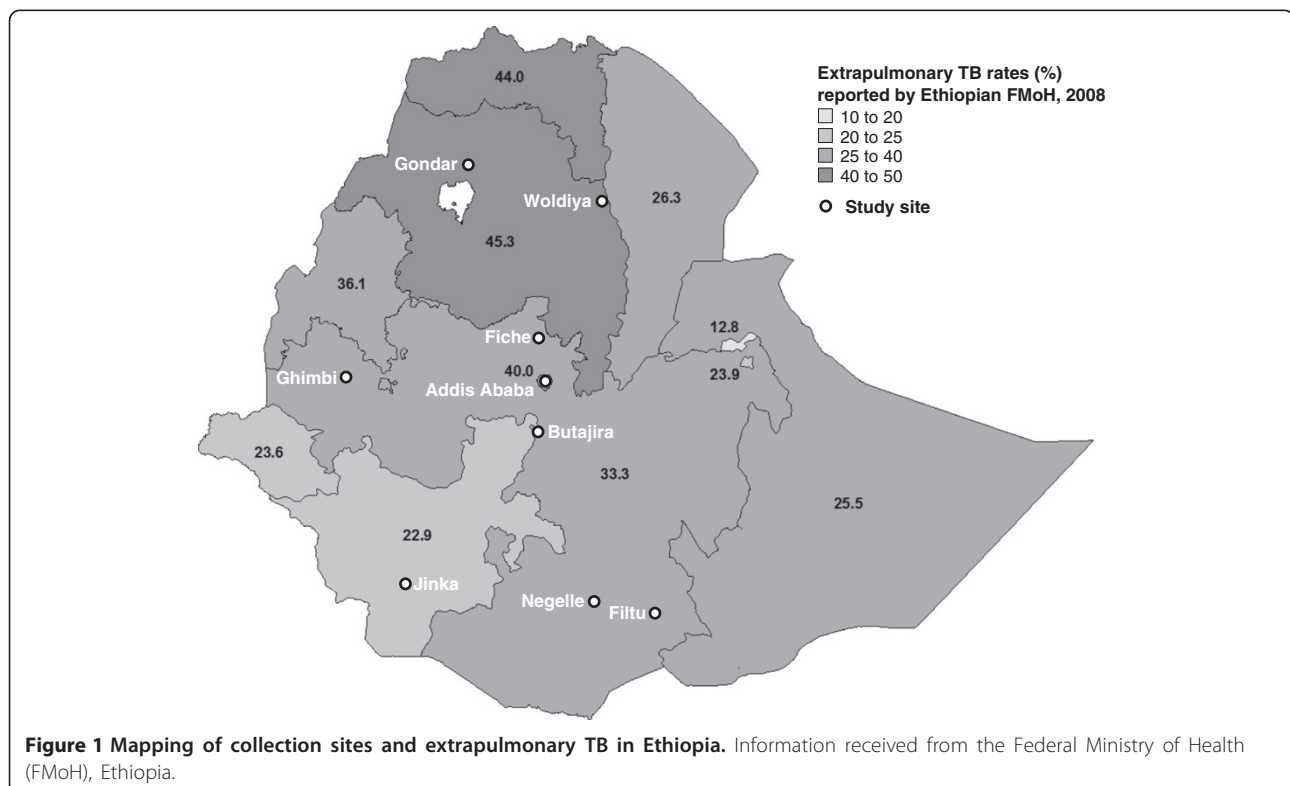 44.0
Extrapulmonary TB rates (%)
reported by Ethiopian FMoH, 2008
10 to 20
20 to 25
25 to 40
40 to 50
Study site
Gondar
Woldiya
26.3
45.3
36.1
12.8
Fiche
23.9
40.0
Ghimbi
Addis Ababa
Butajira
23.6
33.3
25.5
22.9
Jinka
Negelle
Filtu
Figure 1 Mapping of collection sites and extrapulmonary TB in Ethiopia. Information received from the Federal Ministry of Health
(FMoH), Ethiopia.